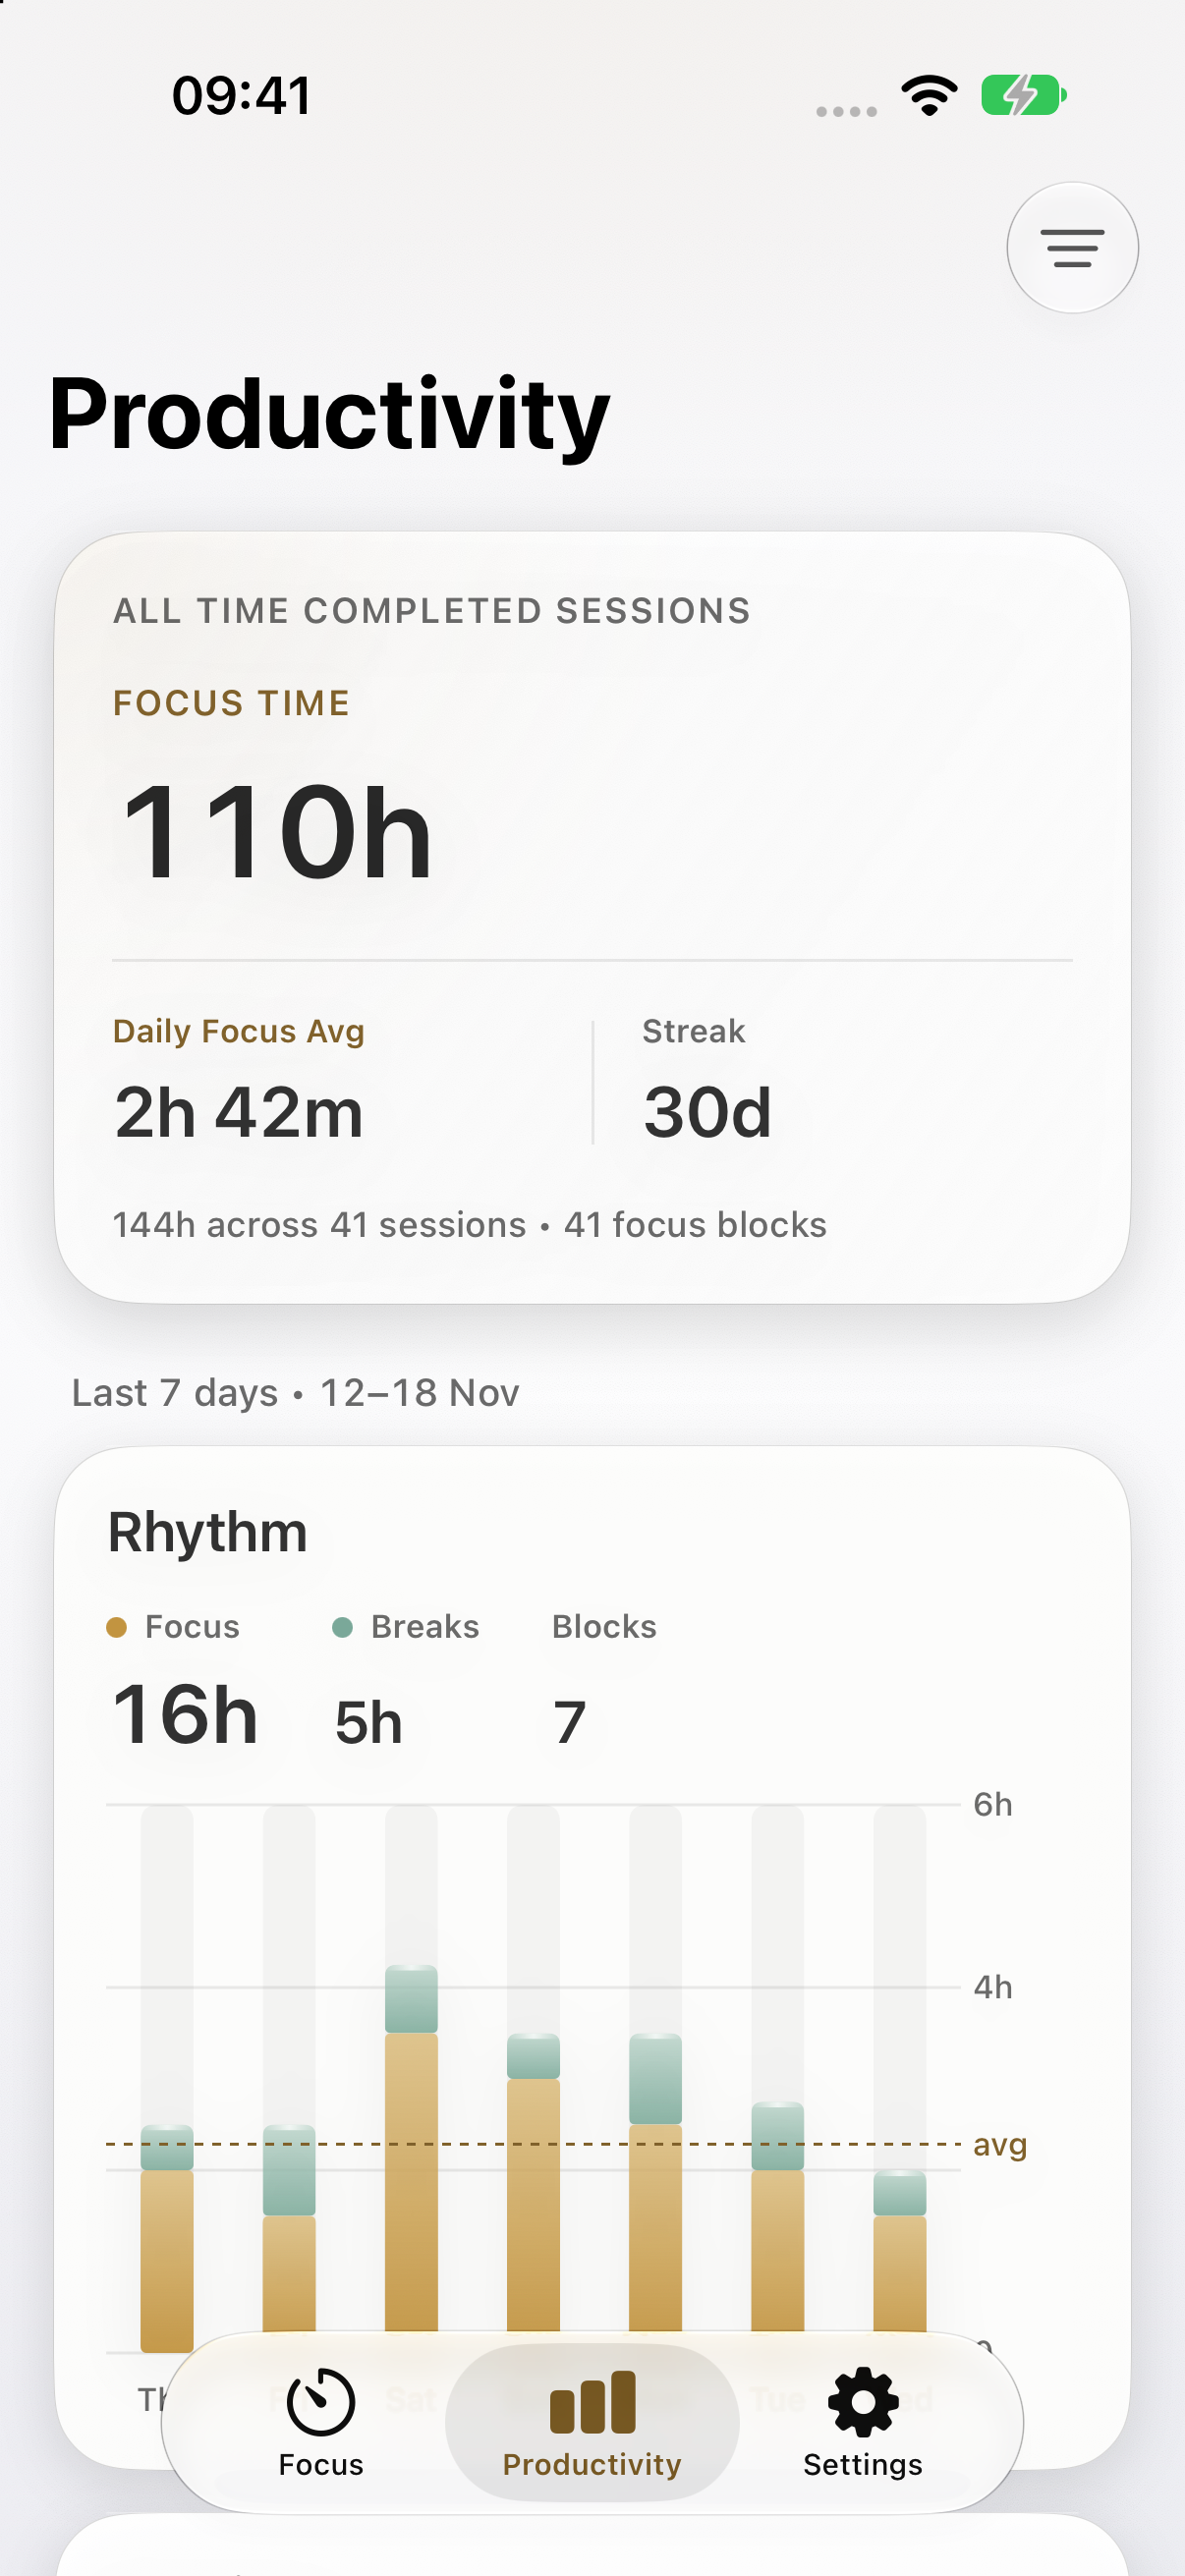 09:41
Productivity
ALL TIME COMPLETED SESSIONS
FOCUS TIME
110h
Daily Focus Avg
Streak
2h 42m
30d
144h across 41 sessions • 41 focus blocks
Last 7 days • 12–18 Nov
Rhythm
Focus
Breaks
Blocks
16h
5h
7
6h
4h
avg
Sat
Tue
Focus
Productivity
Settings